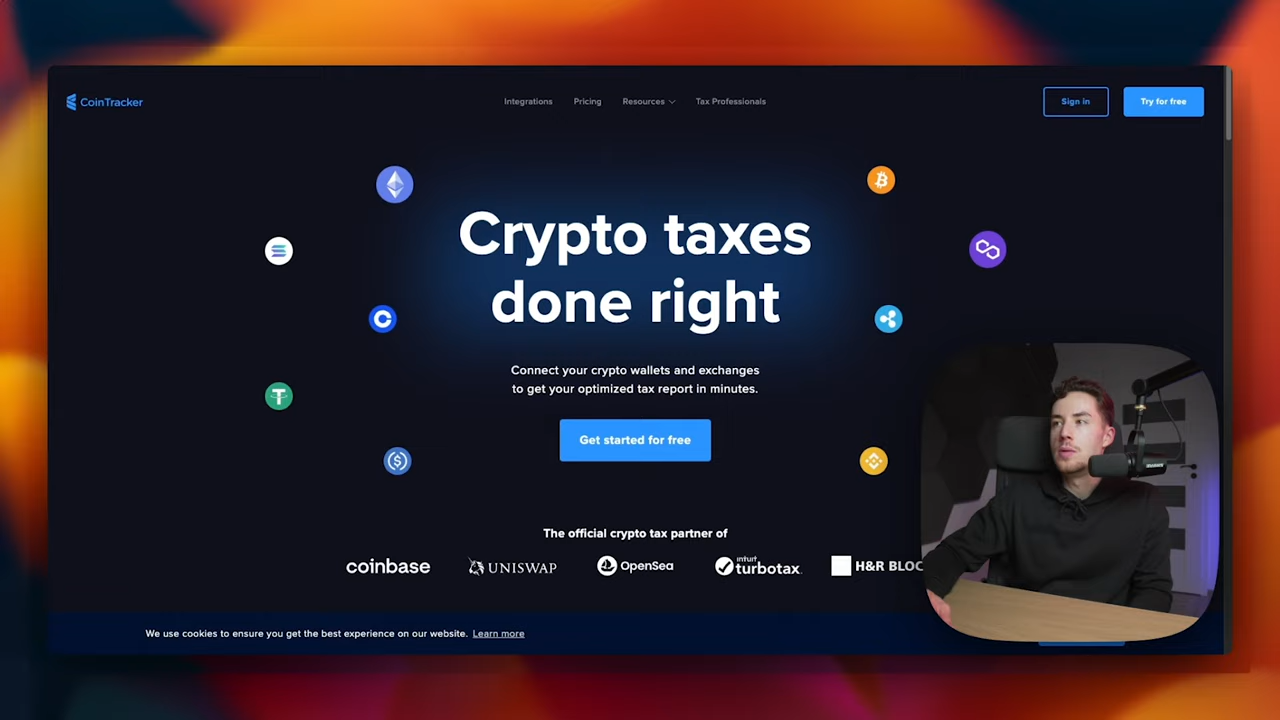 CoinTracker
Integrations
Pricing
Resources
Tax Professionals
Sign in
Try for free
Crypto taxes
done right
Connect your crypto wallets and exchanges
to get your optimized tax report in minutes.
Get started for free
The official crypto tax partner of
coinbase
UNISWAP
OpenSea
intuit
turbotax.
H&R BLOC
We use cookies to ensure you get the best experience on our website. Learn more